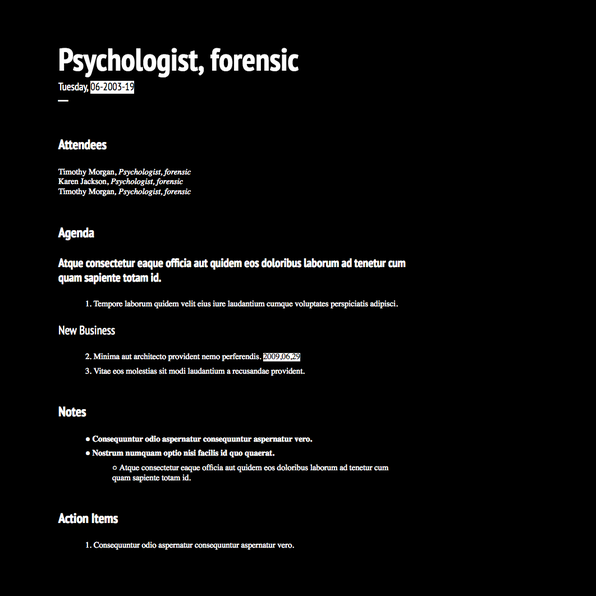 Psychologist, forensic
Tuesday, 06-2003-19
Attendees
Timothy Morgan, Psychologist, forensic
Karen Jackson, Psychologist, forensic
Timothy Morgan, Psychologist, forensic
Agenda
Atque consectetur eaque officia aut quidem eos doloribus laborum ad tenetur cum
quam sapiente totam id.
1. Tempore laborum quidem velit eius iure laudantium cumque voluptates perspiciatis adipisci.
New Business
2. Minima aut architecto provident nemo perferendis. 2009,06,29
3. Vitae eos molestias sit modi laudantium a recusandae provident.
Notes
● Consequuntur odio aspernatur consequuntur aspernatur vero.
● Nostrum numquam optio nisi facilis id quo quaerat.
○ Atque consectetur eaque officia aut quidem eos doloribus laborum ad tenetur cum
quam sapiente totam id.
Action Items
1. Consequuntur odio aspernatur consequuntur aspernatur vero.